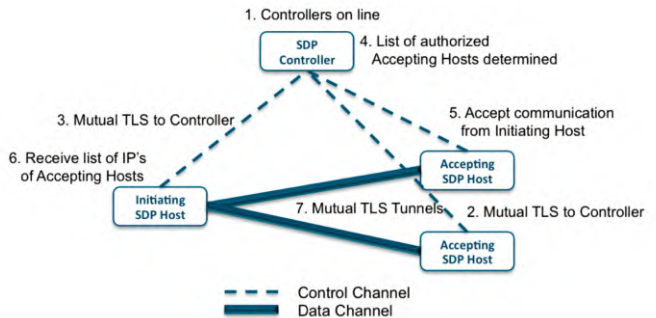 1. Controllers on line
SDP
Controller
4. List of authorized
Accepting Hosts determined
3. Mutual TLS to Controller
5. Accept communication
from Initiating Host
6. Receive list of IP's
of Accepting Hosts
Accepting
SDP Host
Initiating
SDP Host
7. Mutual TLS Tunnels
2. Mutual TLS to Controller
Accepting
SDP Host
Control Channel
Data Channel